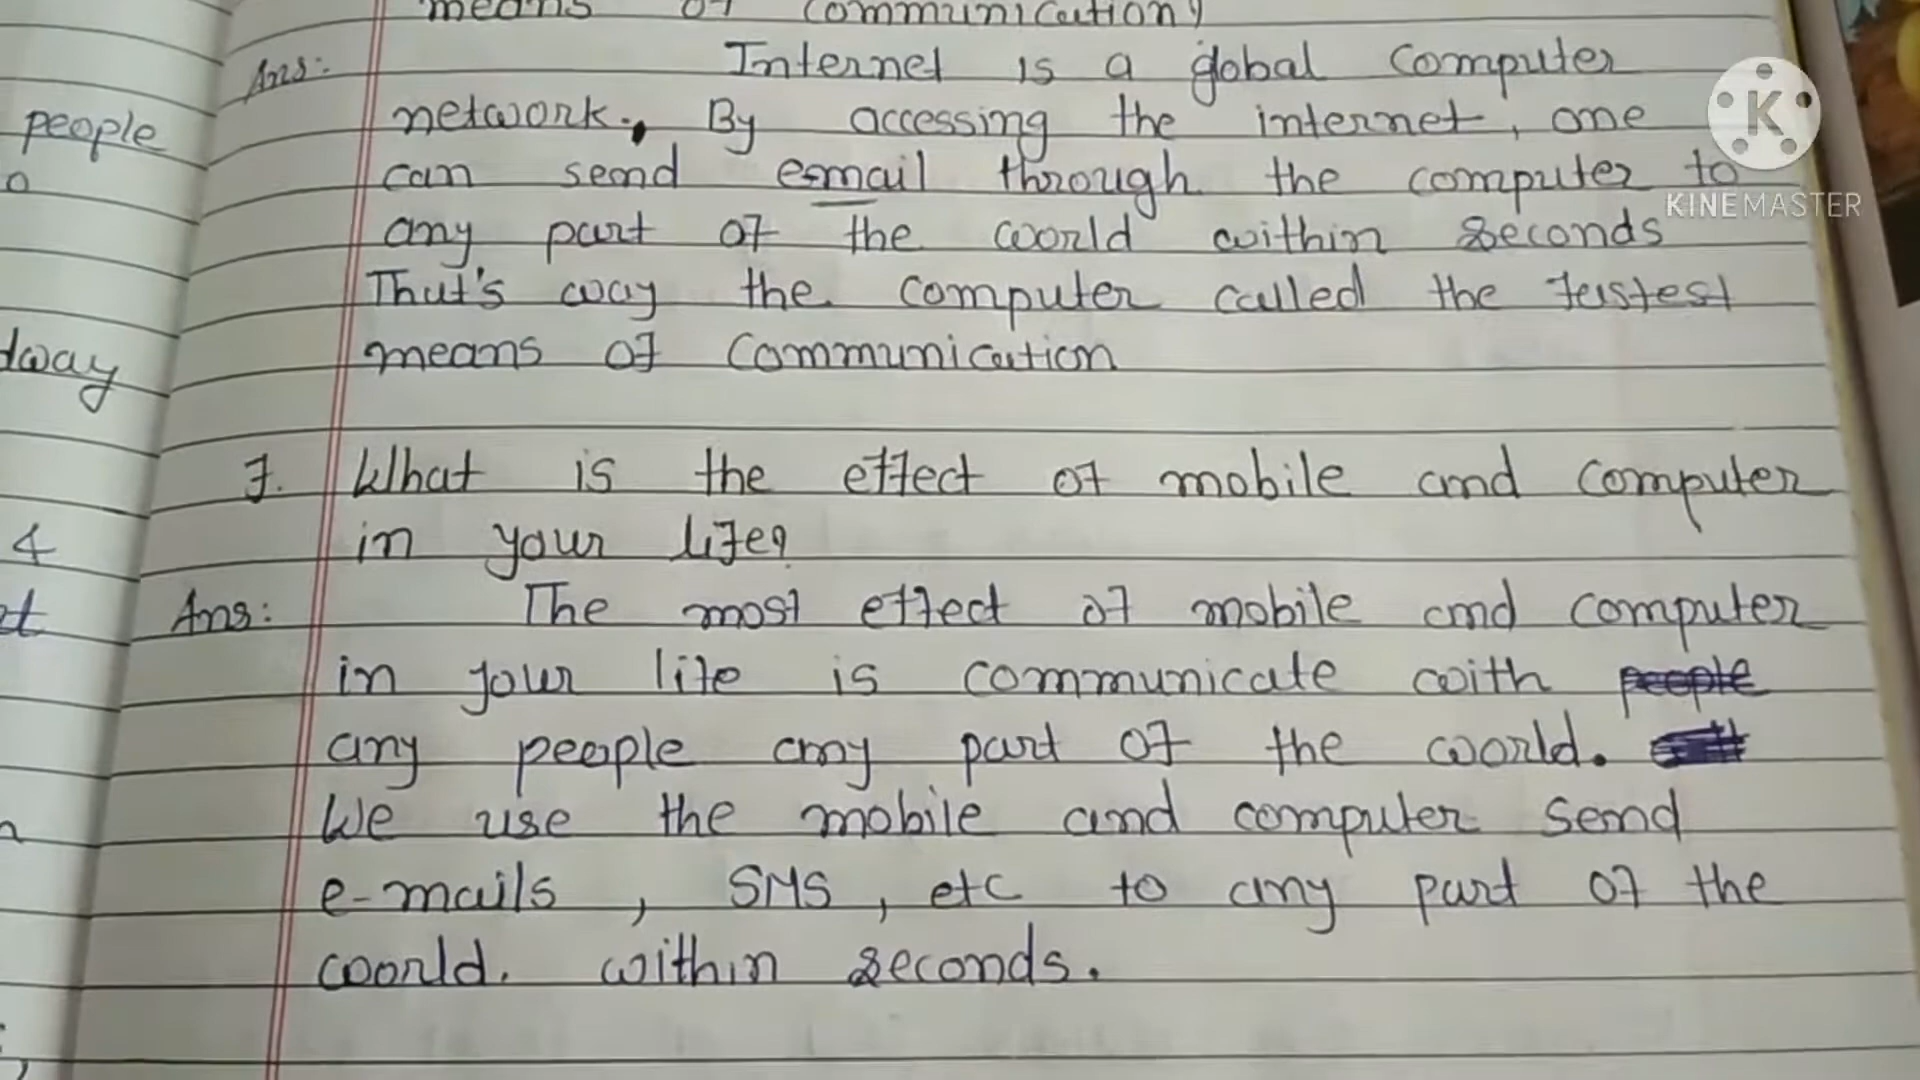 means of communication?
Ans:- Internet is a global computer
network. By accessing the internet, one
can send e-mail through the computer to
any part of the world within seconds
That's way the computer called the fastest
means of communication
7. What is the effect of mobile and computer
in your life?
Ans: The most effect of mobile and computer
in your life is communicate with people
any people any part of the world.
We use the mobile and computer send
e-mails, SMS, etc to any part of the
world. within seconds.
people
o
dway
4
et
n
K
KINEMASTER